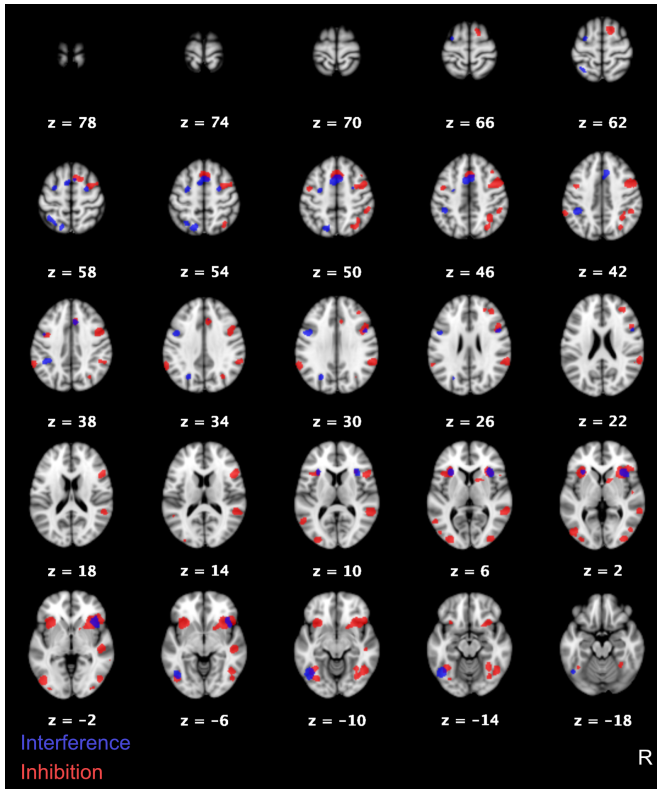 z = 78 z = 74 z = 70 z = 66 z = 62
z = 58 z = 54 z = 50 z = 46 z = 42
z = 38 z = 34 z = 30 z = 26 z = 22
z = 18 z = 14 z = 10 z = 6 z = 2
z = −2 z = −6 z = −10 z = −14 z = −18
Interference
R
Inhibition